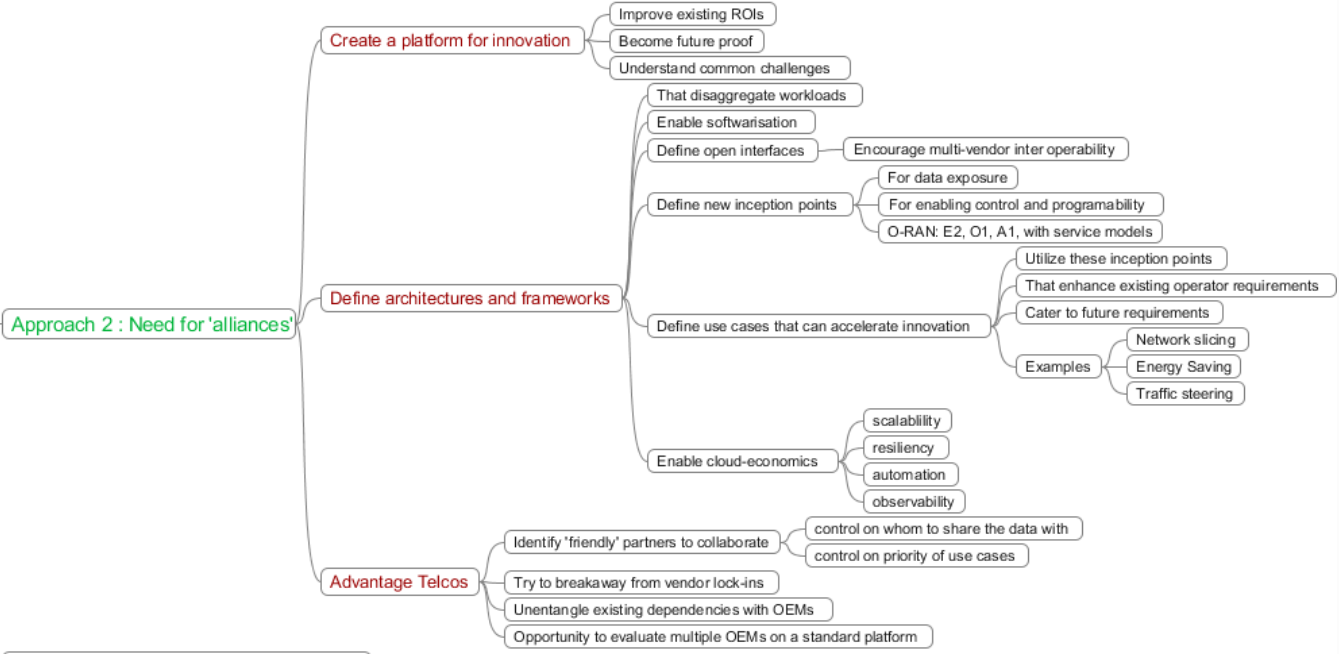 Approach 2 : Need for 'alliances'
Create a platform for innovation
Improve existing ROIs
Become future proof
Understand common challenges
Define architectures and frameworks
That disaggregate workloads
Enable softwarisation
Define open interfaces
Encourage multi-vendor inter operability
Define new inception points
For data exposure
For enabling control and programability
O-RAN: E2, O1, A1, with service models
Define use cases that can accelerate innovation
Utilize these inception points
That enhance existing operator requirements
Cater to future requirements
Examples
Network slicing
Energy Saving
Traffic steering
Enable cloud-economics
scalablility
resiliency
automation
observability
Advantage Telcos
Identify 'friendly' partners to collaborate
control on whom to share the data with
control on priority of use cases
Try to breakaway from vendor lock-ins
Unentangle existing dependencies with OEMs
Opportunity to evaluate multiple OEMs on a standard platform